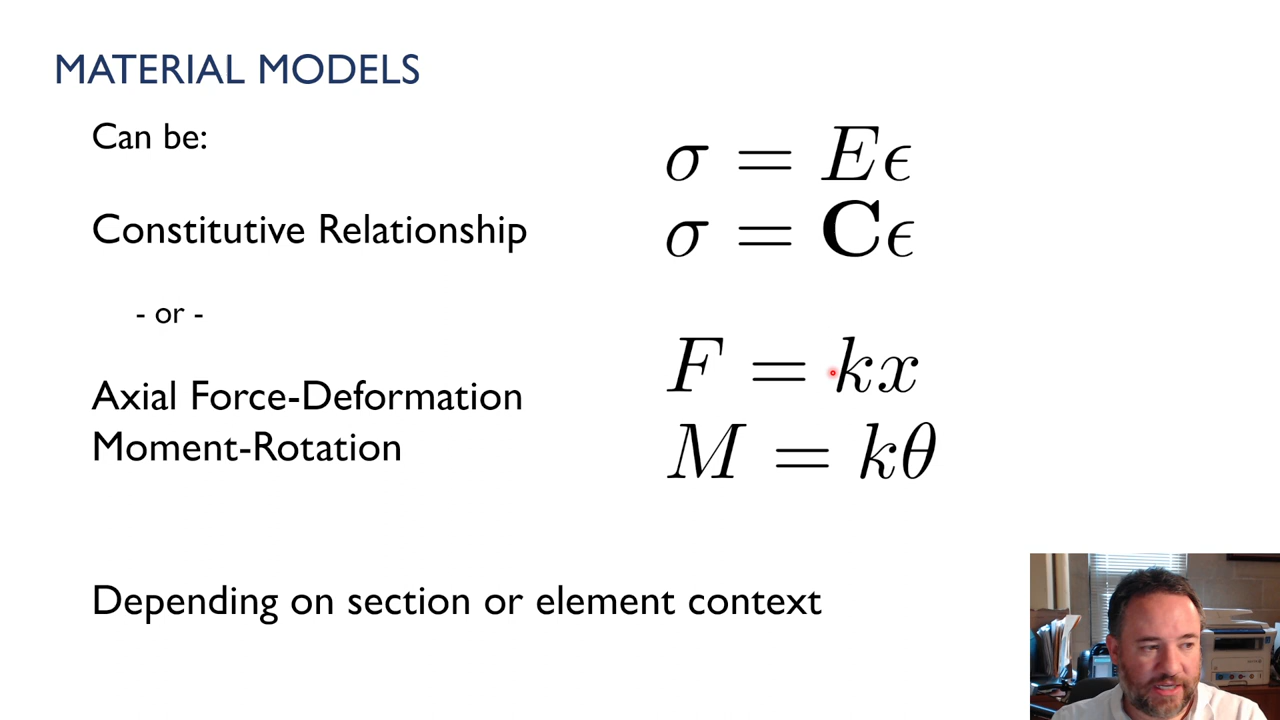 MATERIAL MODELS
Can be:
σ = Eϵ
Constitutive Relationship
σ = Cϵ
- or -
F = kx
Axial Force-Deformation
Moment-Rotation
M = kθ
Depending on section or element context